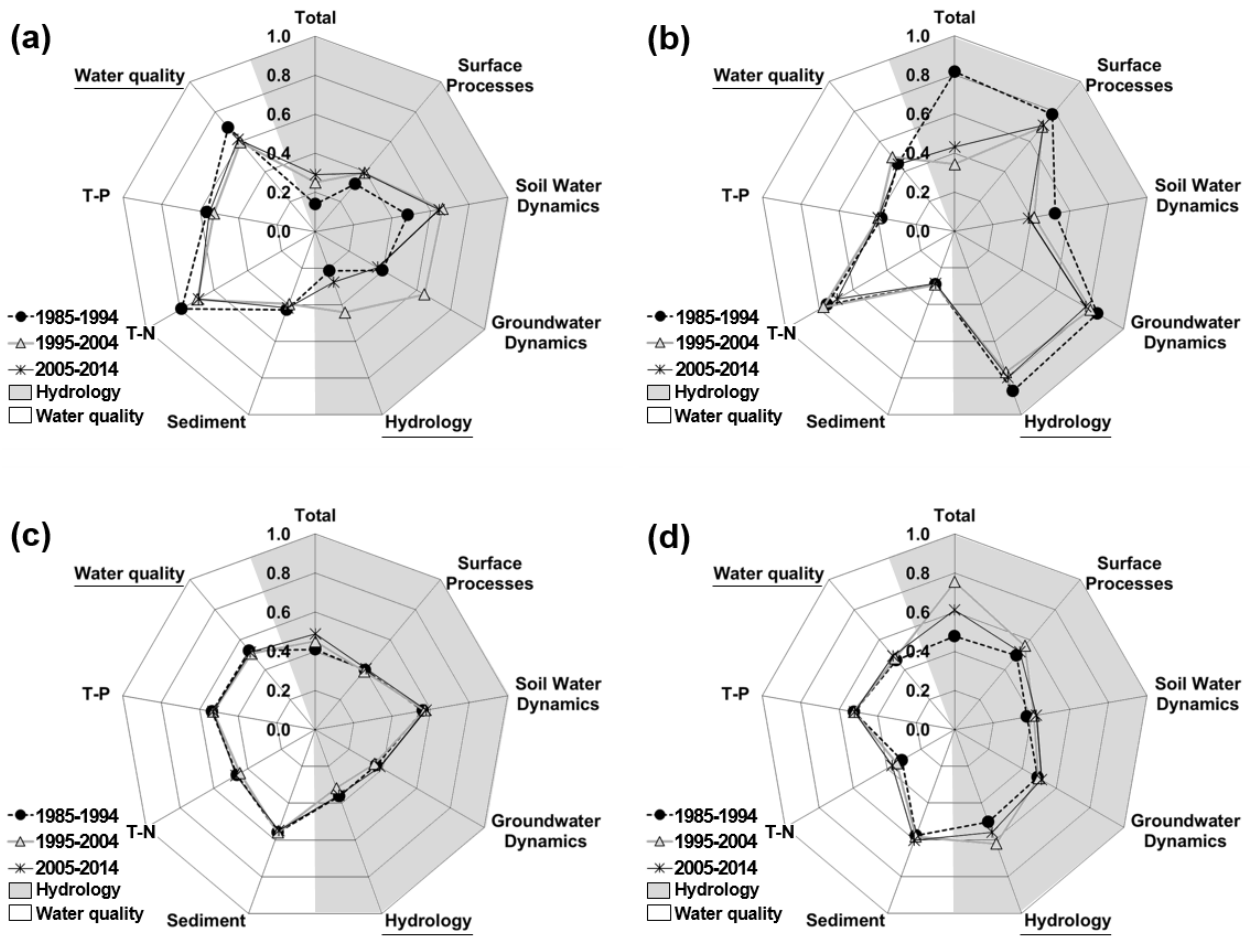 (a)
Total
1.0
0.8
0.6
0.4
0.2
0.0
Surface
Processes
Soil Water
Dynamics
Groundwater
Dynamics
Hydrology
Sediment
T-N
T-P
Water quality
1985-1994
1995-2004
2005-2014
Hydrology
Water quality
(b)
Total
1.0
0.8
0.6
0.4
0.2
0.0
Surface
Processes
Soil Water
Dynamics
Groundwater
Dynamics
Hydrology
Sediment
T-N
T-P
Water quality
1985-1994
1995-2004
2005-2014
Hydrology
Water quality
(c)
Total
1.0
0.8
0.6
0.4
0.2
0.0
Surface
Processes
Soil Water
Dynamics
Groundwater
Dynamics
Hydrology
Sediment
T-N
T-P
Water quality
1985-1994
1995-2004
2005-2014
Hydrology
Water quality
(d)
Total
1.0
0.8
0.6
0.4
0.2
0.0
Surface
Processes
Soil Water
Dynamics
Groundwater
Dynamics
Hydrology
Sediment
T-N
T-P
Water quality
1985-1994
1995-2004
2005-2014
Hydrology
Water quality